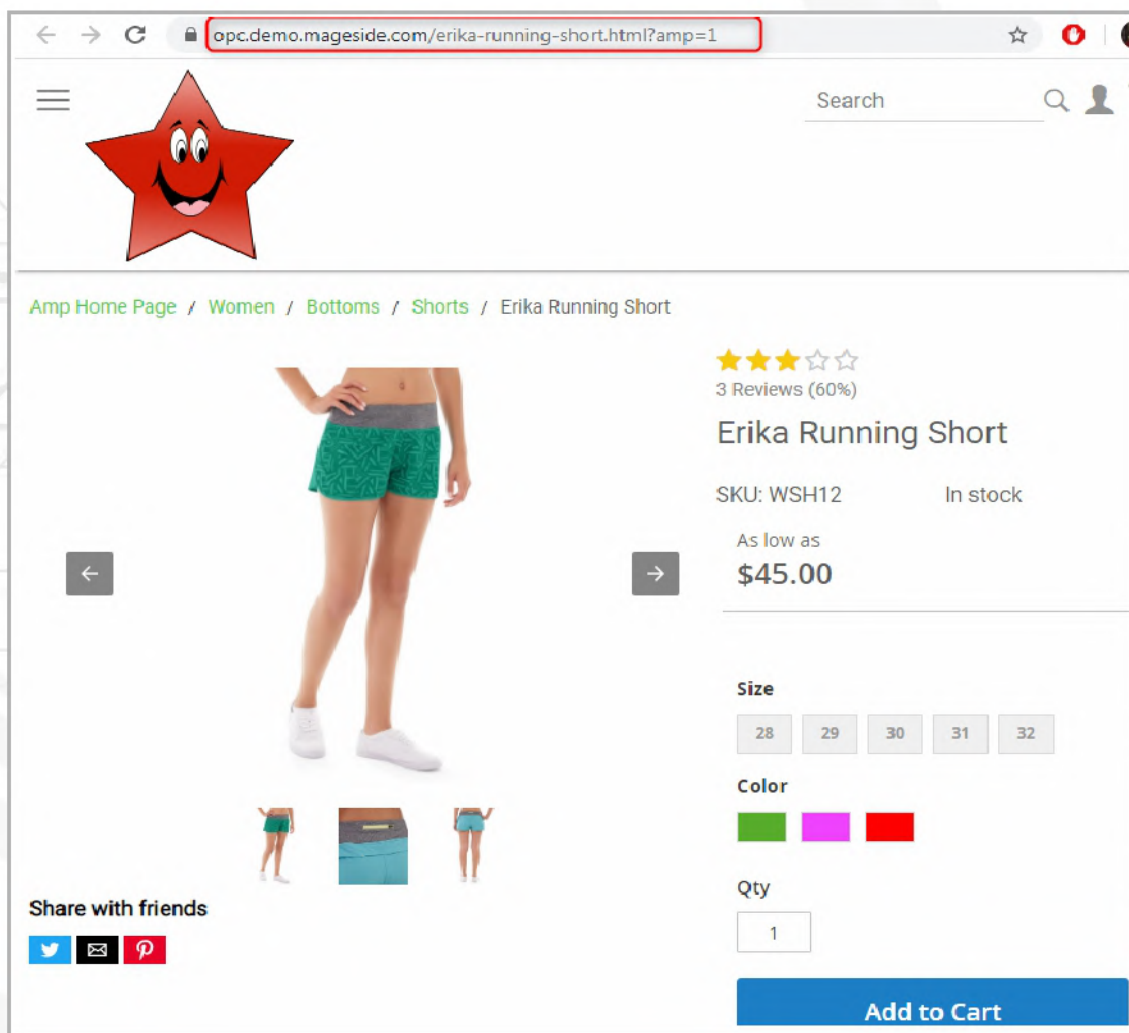 opc.demo.mageside.com/erika-running-short.html?amp=1
Search
Amp Home Page / Women / Bottoms / Shorts / Erika Running Short
3 Reviews (60%)
Erika Running Short
SKU: WSH12 In stock
As low as
$45.00
Size
28 29 30 31 32
Color
Qty
1
Share with friends
Add to Cart